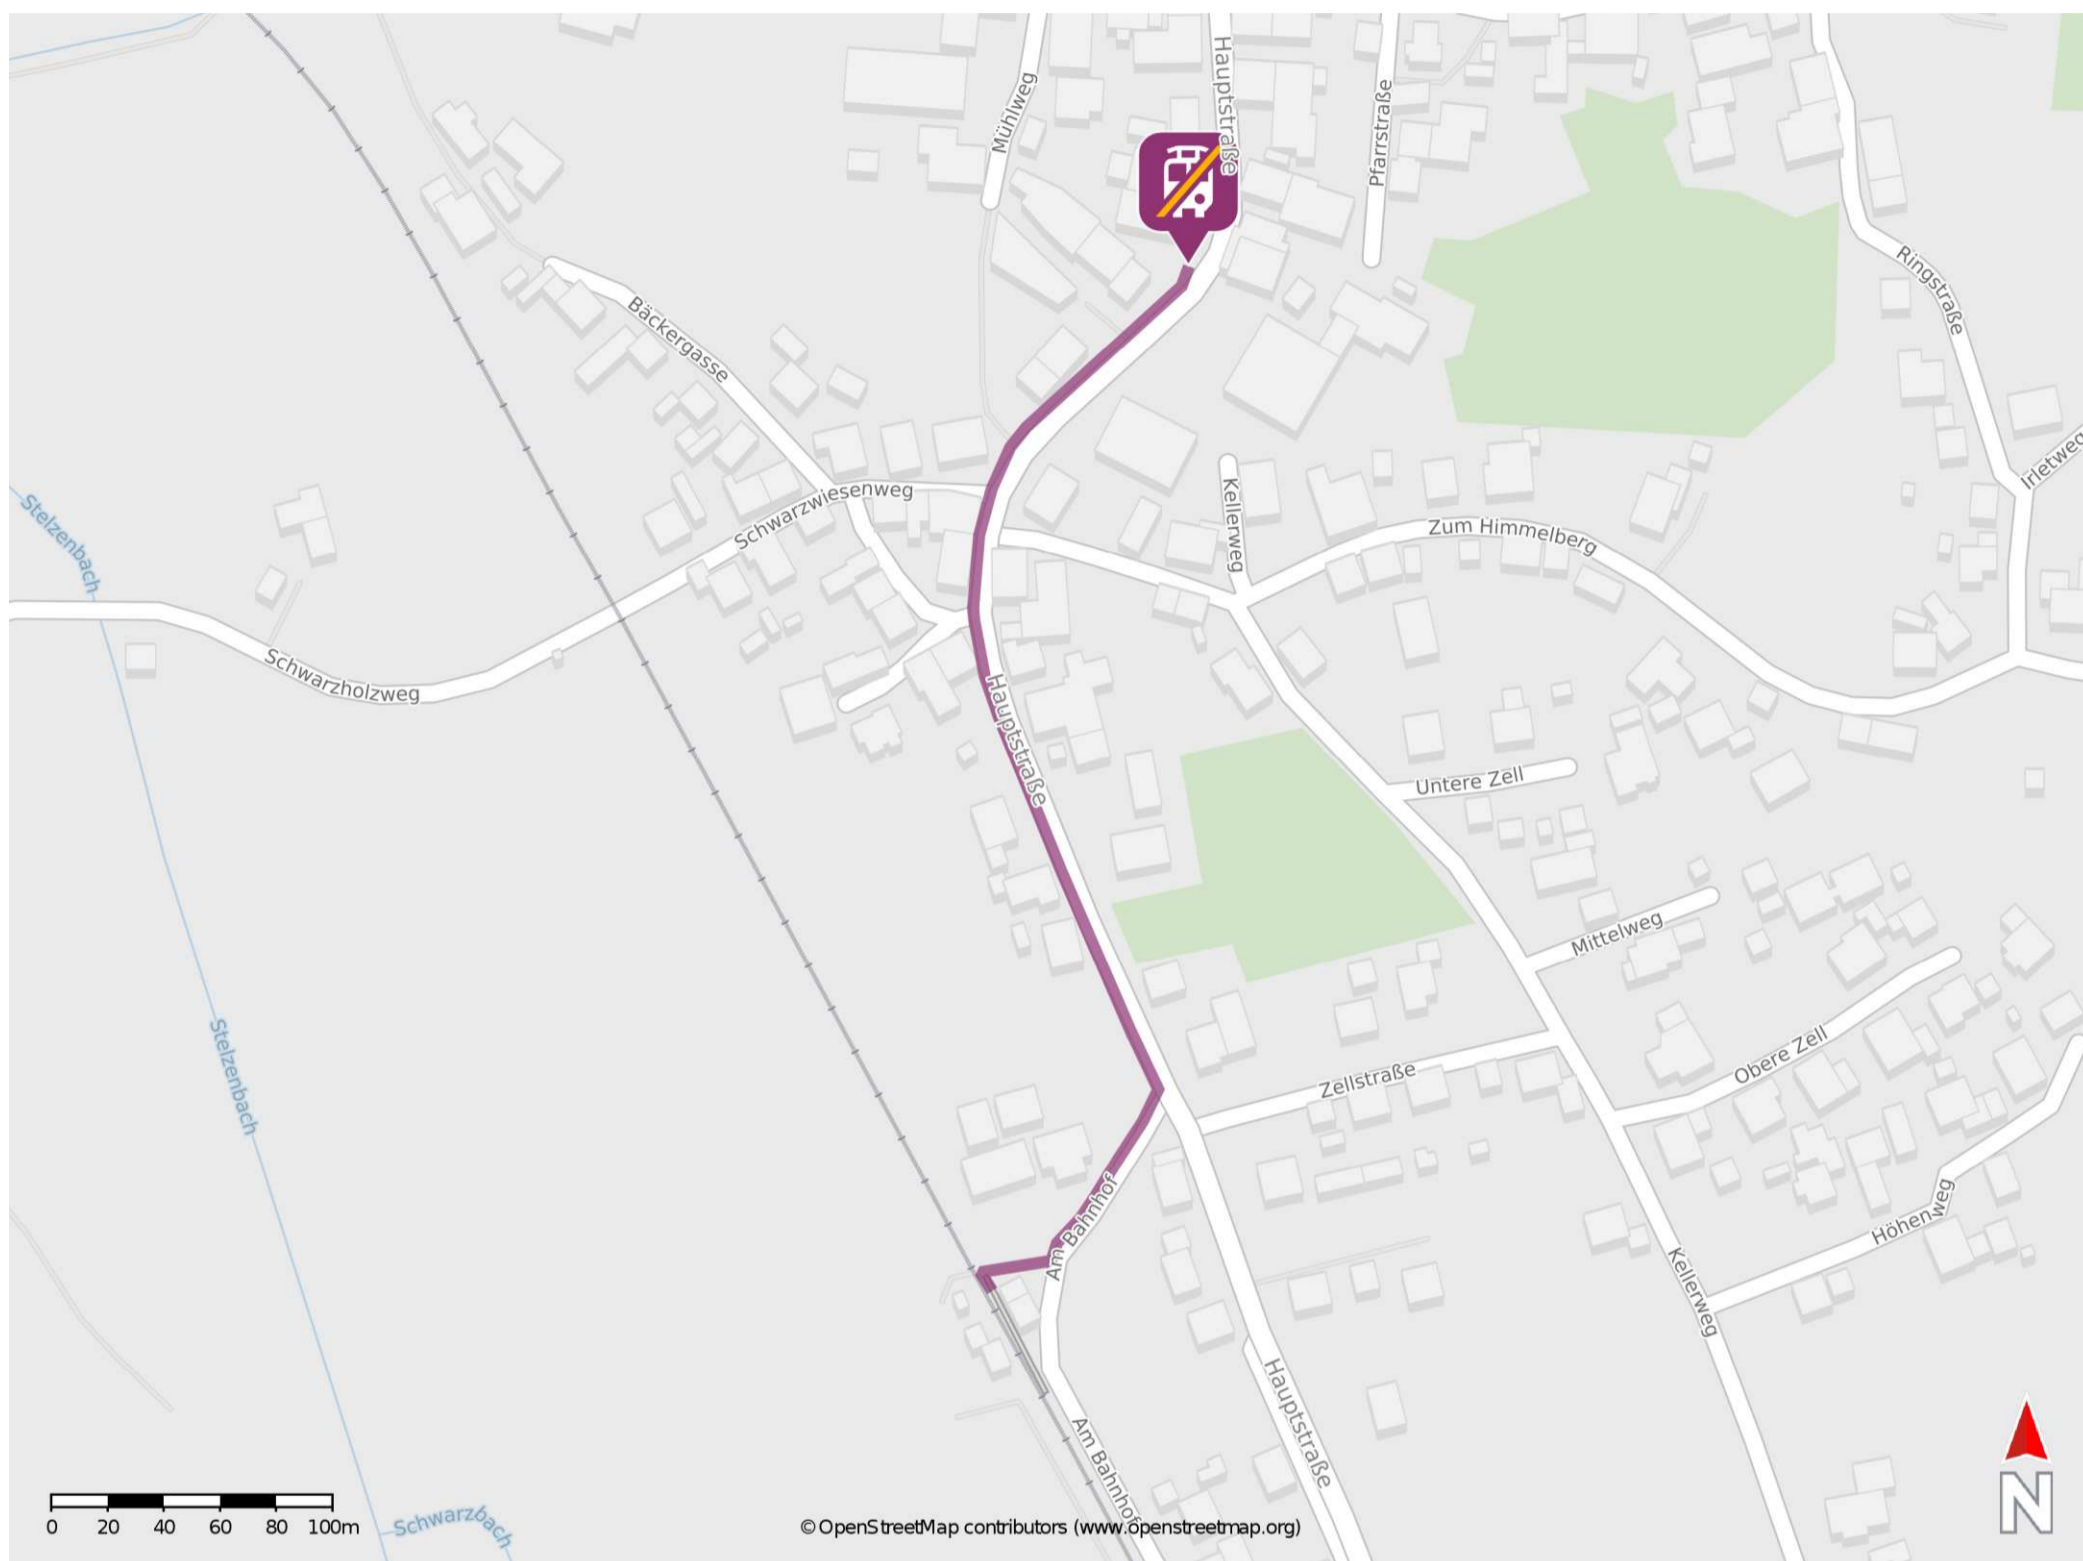 Hauptstraße
Mühlweg
Pfarrstraße
Ringstraße
Bäckergasse
Irletweg
Schwarzwiesenweg
Kellerweg
Zum Himmelberg
Stelzenbach
Schwarzholzweg
Hauptstraße
Untere Zell
Mittelweg
Stelzenbach
Zellstraße
Obere Zell
Am Bahnhof
Höhenweg
Kellerweg
Hauptstraße
Am Bahnhof
Schwarzbach
0 20 40 60 80 100m
© OpenStreetMap contributors (www.openstreetmap.org)
N